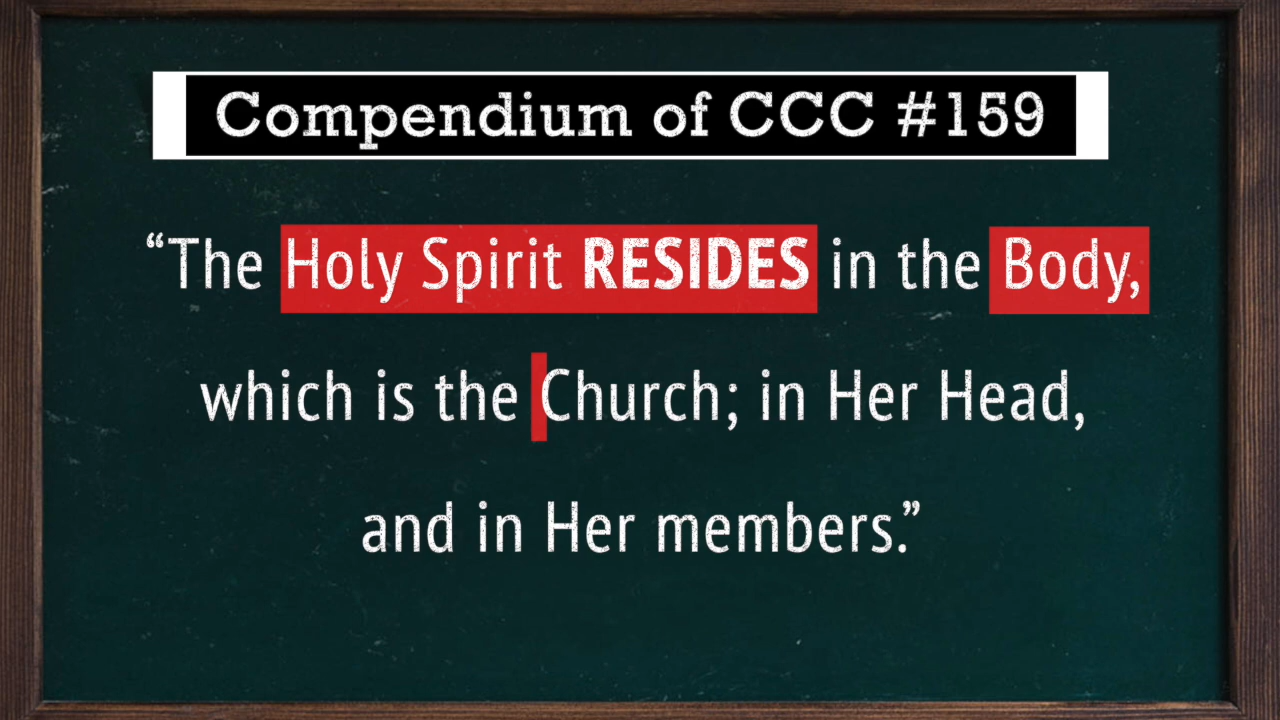 Compendium of CCC #159
“The Holy Spirit RESIDES in the Body,
which is the Church; in Her Head,
and in Her members.”